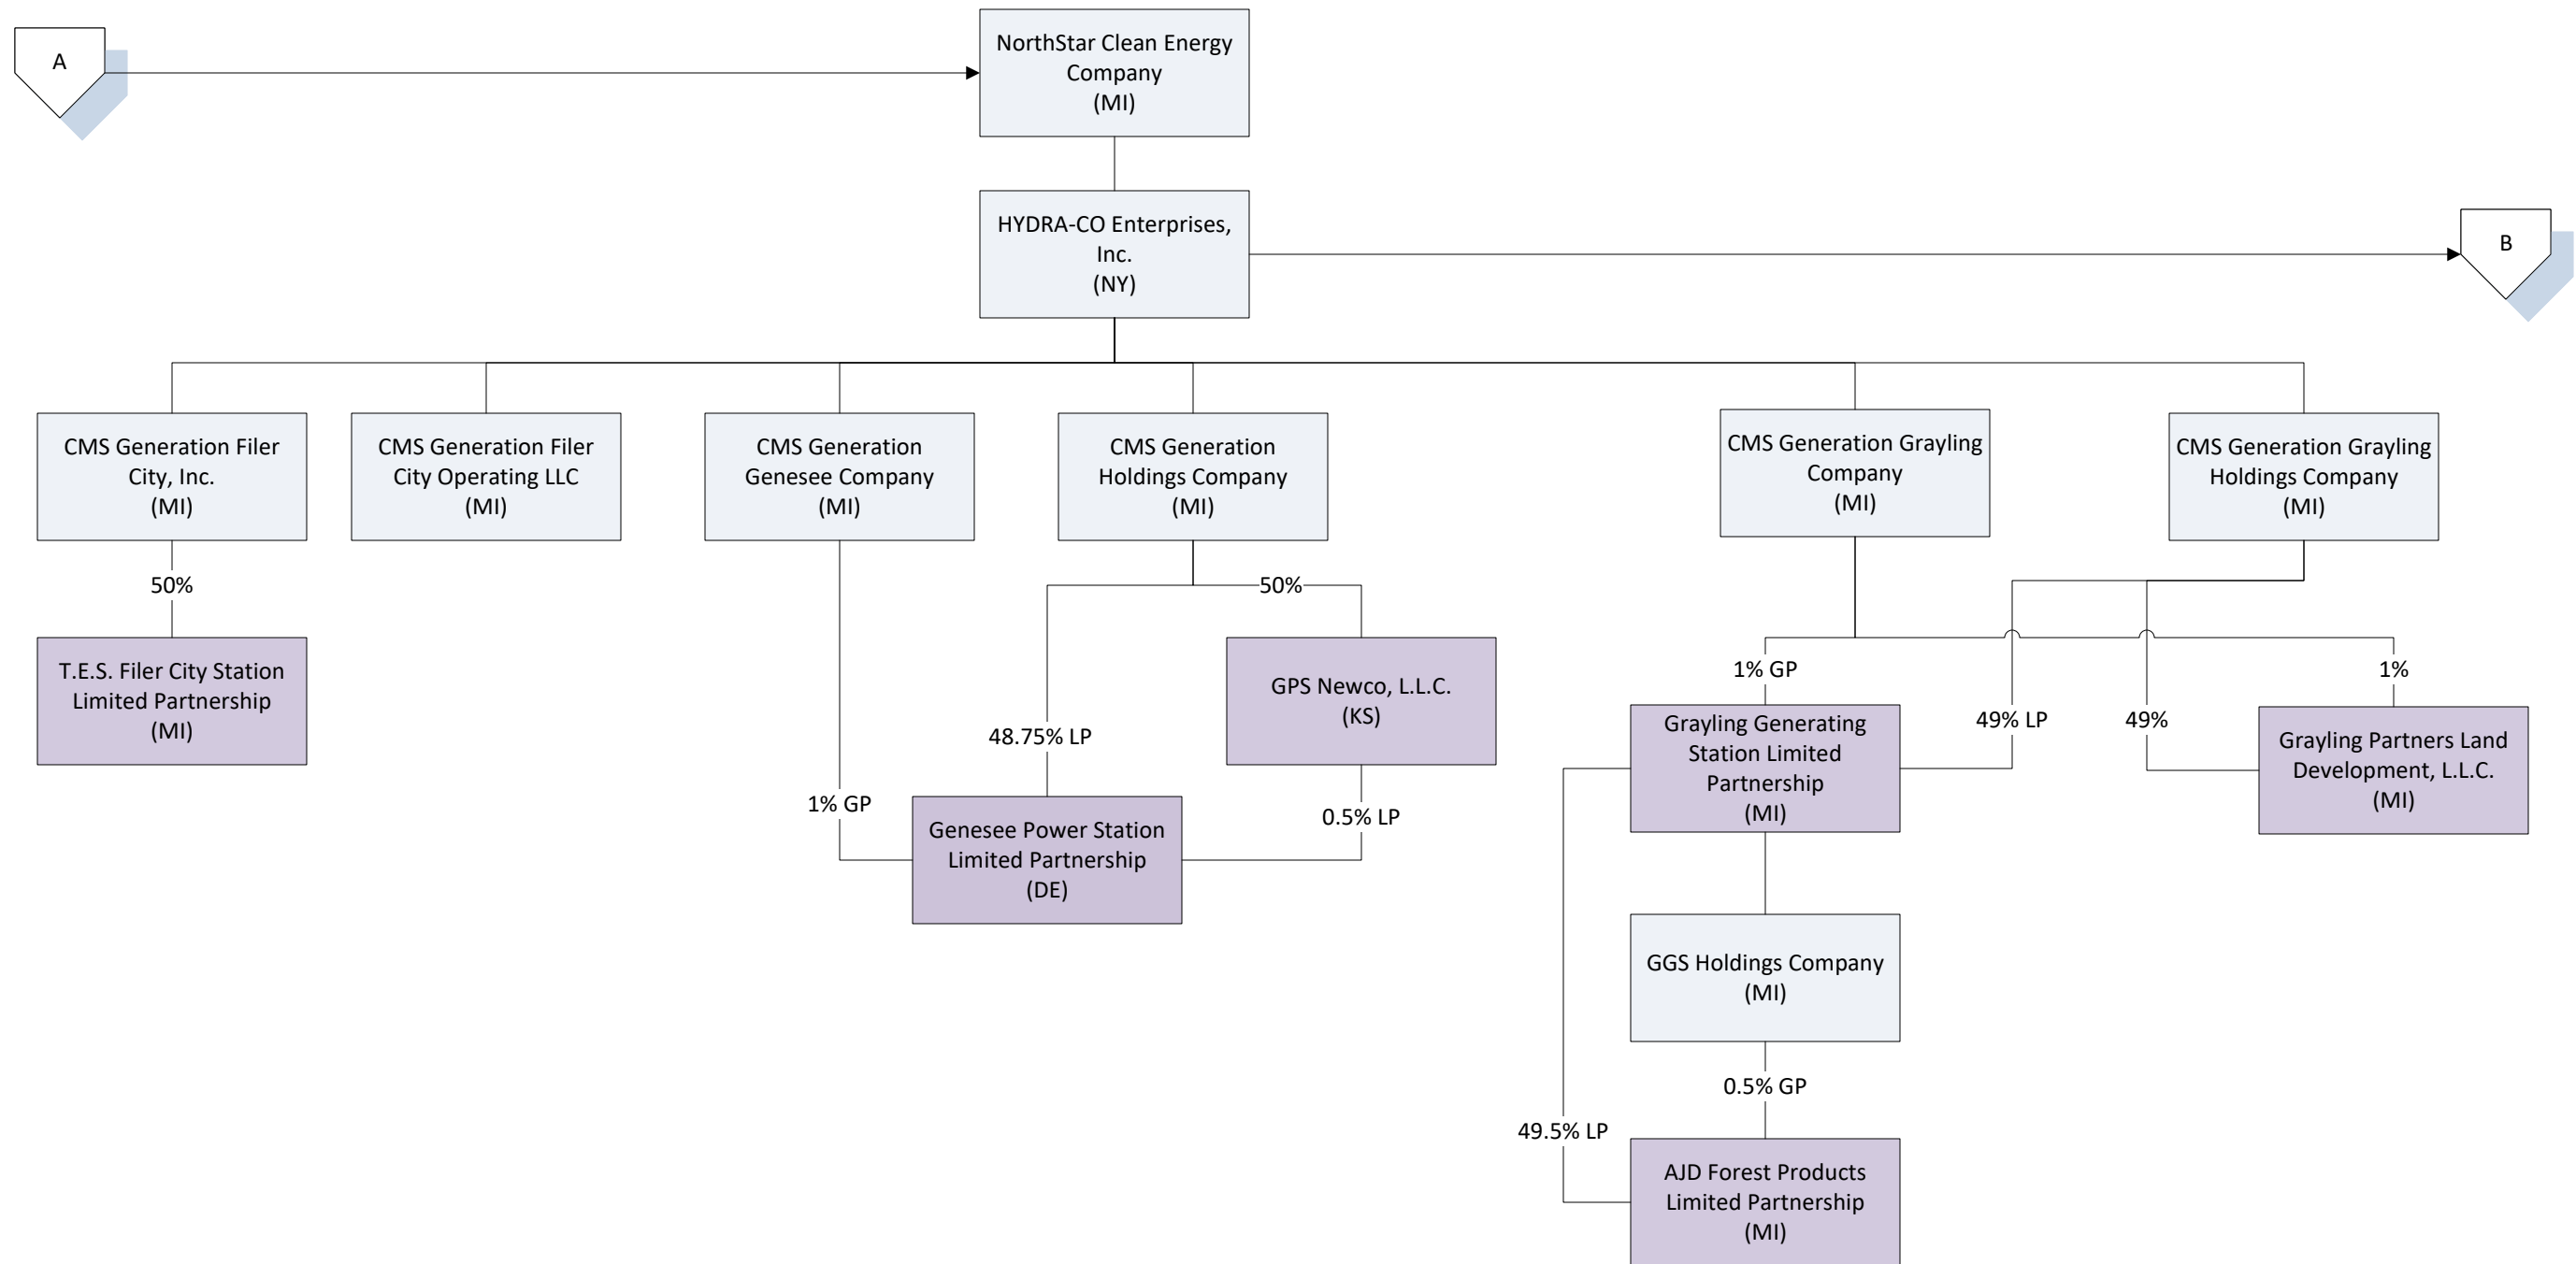 A
NorthStar Clean Energy
Company
(MI)
HYDRA-CO Enterprises,
Inc.
(NY)
B
CMS Generation Filer
City, Inc.
(MI)
CMS Generation Filer
City Operating LLC
(MI)
CMS Generation
Genesee Company
(MI)
CMS Generation
Holdings Company
(MI)
CMS Generation Grayling
Company
(MI)
CMS Generation Grayling
Holdings Company
(MI)
50%
50%
T.E.S. Filer City Station
Limited Partnership
(MI)
GPS Newco, L.L.C.
(KS)
1% GP
1%
48.75% LP
49% LP
49%
Grayling Generating
Station Limited
Partnership
(MI)
Grayling Partners Land
Development, L.L.C.
(MI)
1% GP
0.5% LP
Genesee Power Station
Limited Partnership
(DE)
GGS Holdings Company
(MI)
0.5% GP
49.5% LP
AJD Forest Products
Limited Partnership
(MI)